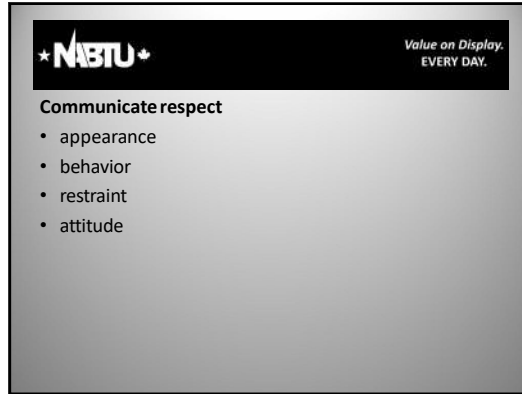 ★NABTU🍁
Value on Display.
EVERY DAY.
Communicate respect
• appearance
• behavior
• restraint
• attitude